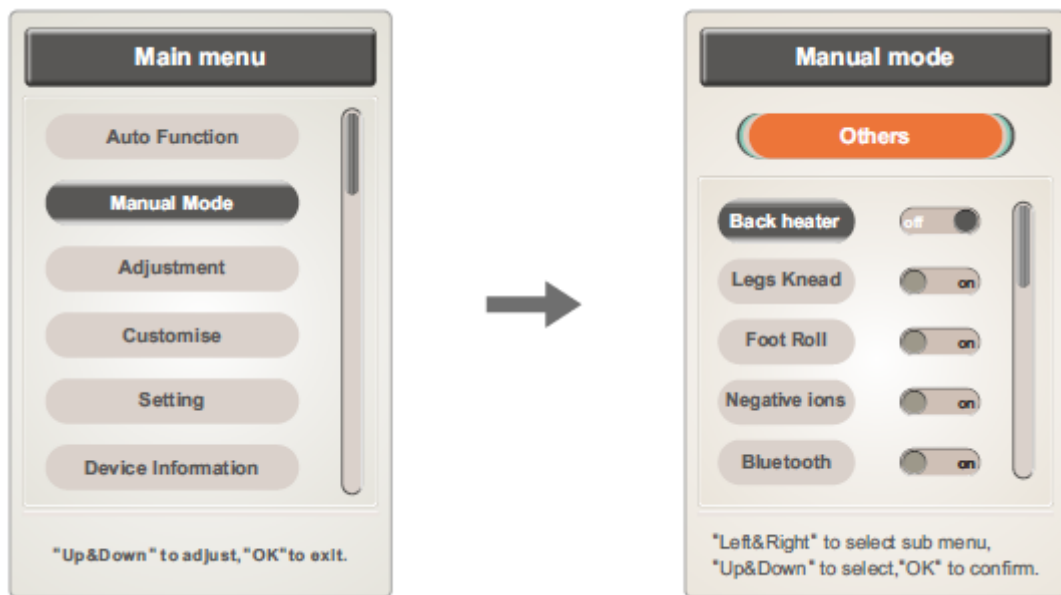 Main menu
Auto Function
Manual Mode
Adjustment
Customise
Setting
Device Information
"Up&Down" to adjust,"OK"to exit.
Manual mode
Others
Back heater off
Legs Knead on
Foot Roll on
Negative ions on
Bluetooth on
"Left&Right" to select sub menu,
"Up&Down" to select,"OK" to confirm.